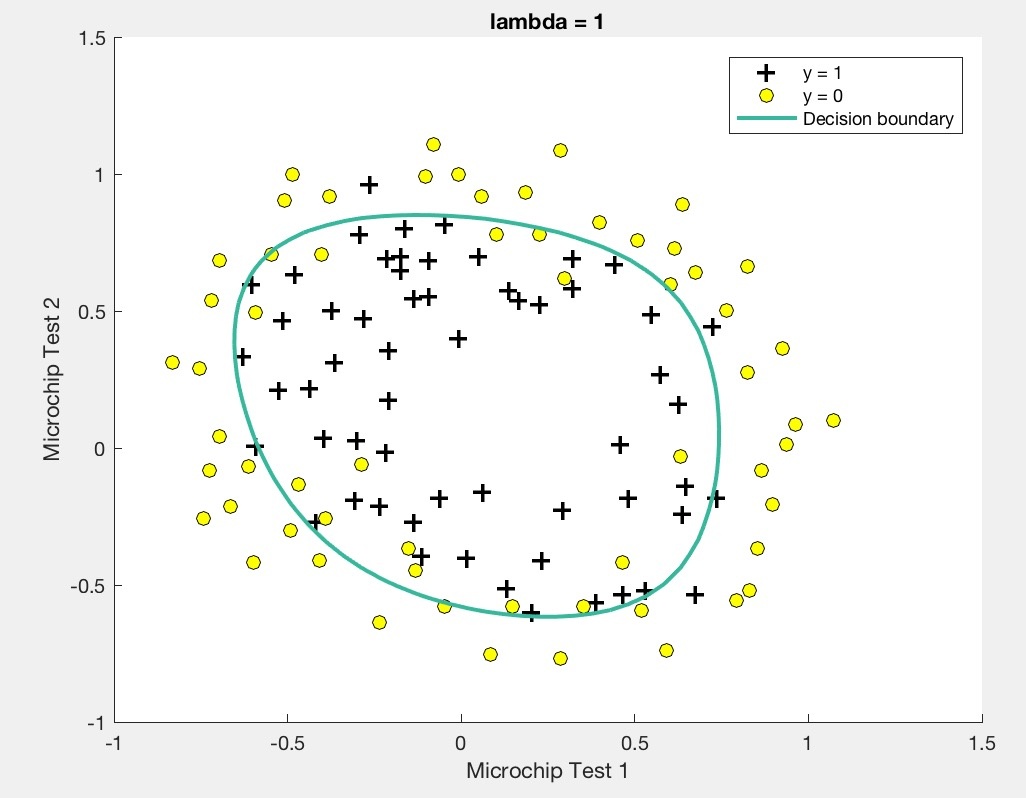 lambda = 1
y = 1
y = 0
Decision boundary
1.5
1
0.5
0
-0.5
-1
Microchip Test 2
-1
-0.5
0
0.5
1
1.5
Microchip Test 1